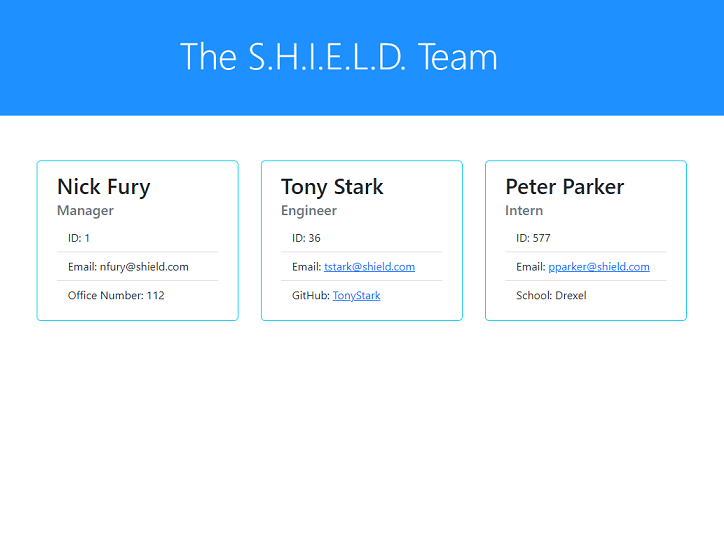 The S.H.I.E.L.D. Team
Nick Fury
Manager
ID: 1
Email: nfury@shield.com
Office Number: 112
Tony Stark
Engineer
ID: 36
Email: tstark@shield.com
GitHub: TonyStark
Peter Parker
Intern
ID: 577
Email: pparker@shield.com
School: Drexel